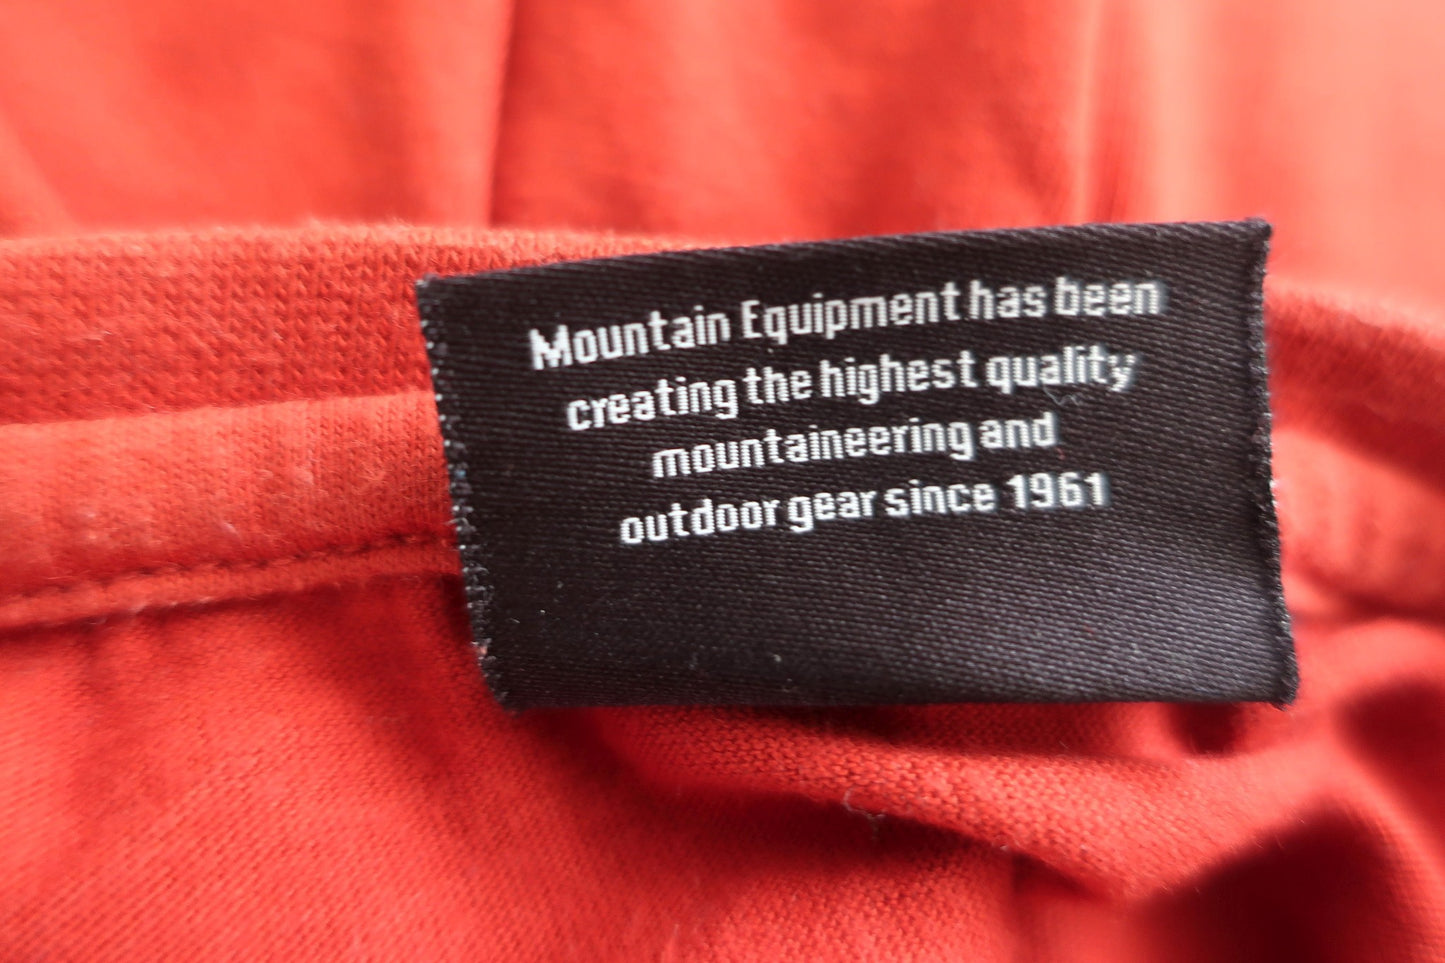 Mountain Equipment has been
creating the highest quality
mountaineering and
outdoor gear since 1961